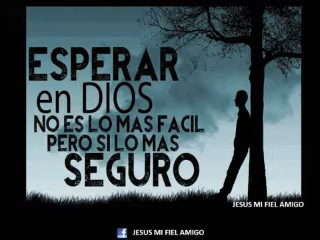 ESPERAR
en DIOS
NO ES LO MAS FACIL
PERO SI LO MAS
SEGURO
JESUS MI FIEL AMIGO
f JESUS MI FIEL AMIGO